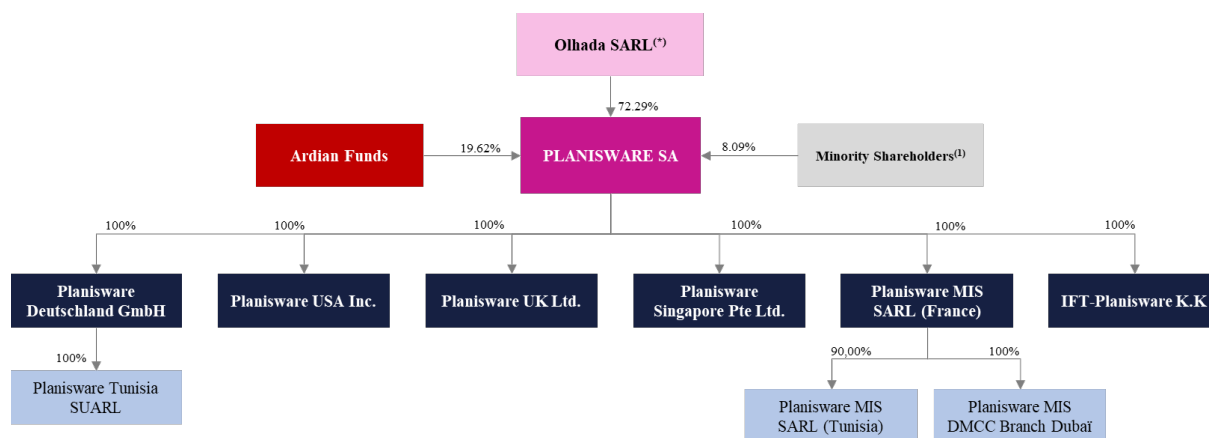 Olhada SARL(*)
72.29%
Ardian Funds
19.62%
PLANISWARE SA
8.09%
Minority Shareholders(1)
100%
100%
100%
100%
100%
100%
Planisware
Deutschland GmbH
Planisware USA Inc.
Planisware UK Ltd.
Planisware
Singapore Pte Ltd.
Planisware MIS
SARL (France)
IFT-Planisware K.K
100%
90,00%
100%
Planisware Tunisia
SUARL
Planisware MIS
SARL (Tunisia)
Planisware MIS
DMCC Branch Dubaï